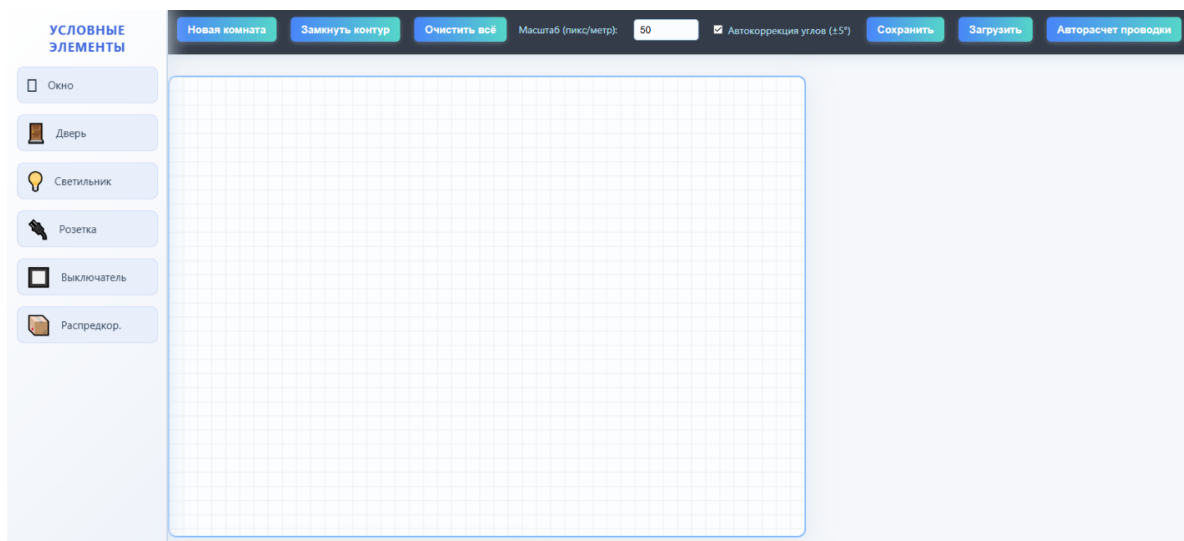 УСЛОВНЫЕ
ЭЛЕМЕНТЫ
Новая комната
Замкнуть контур
Очистить всё
Масштаб (пикс/метр):
50
Автокоррекция углов (±5°)
Сохранить
Загрузить
Авторасчет проводки
Окно
Дверь
Светильник
Розетка
Выключатель
Распредкор.